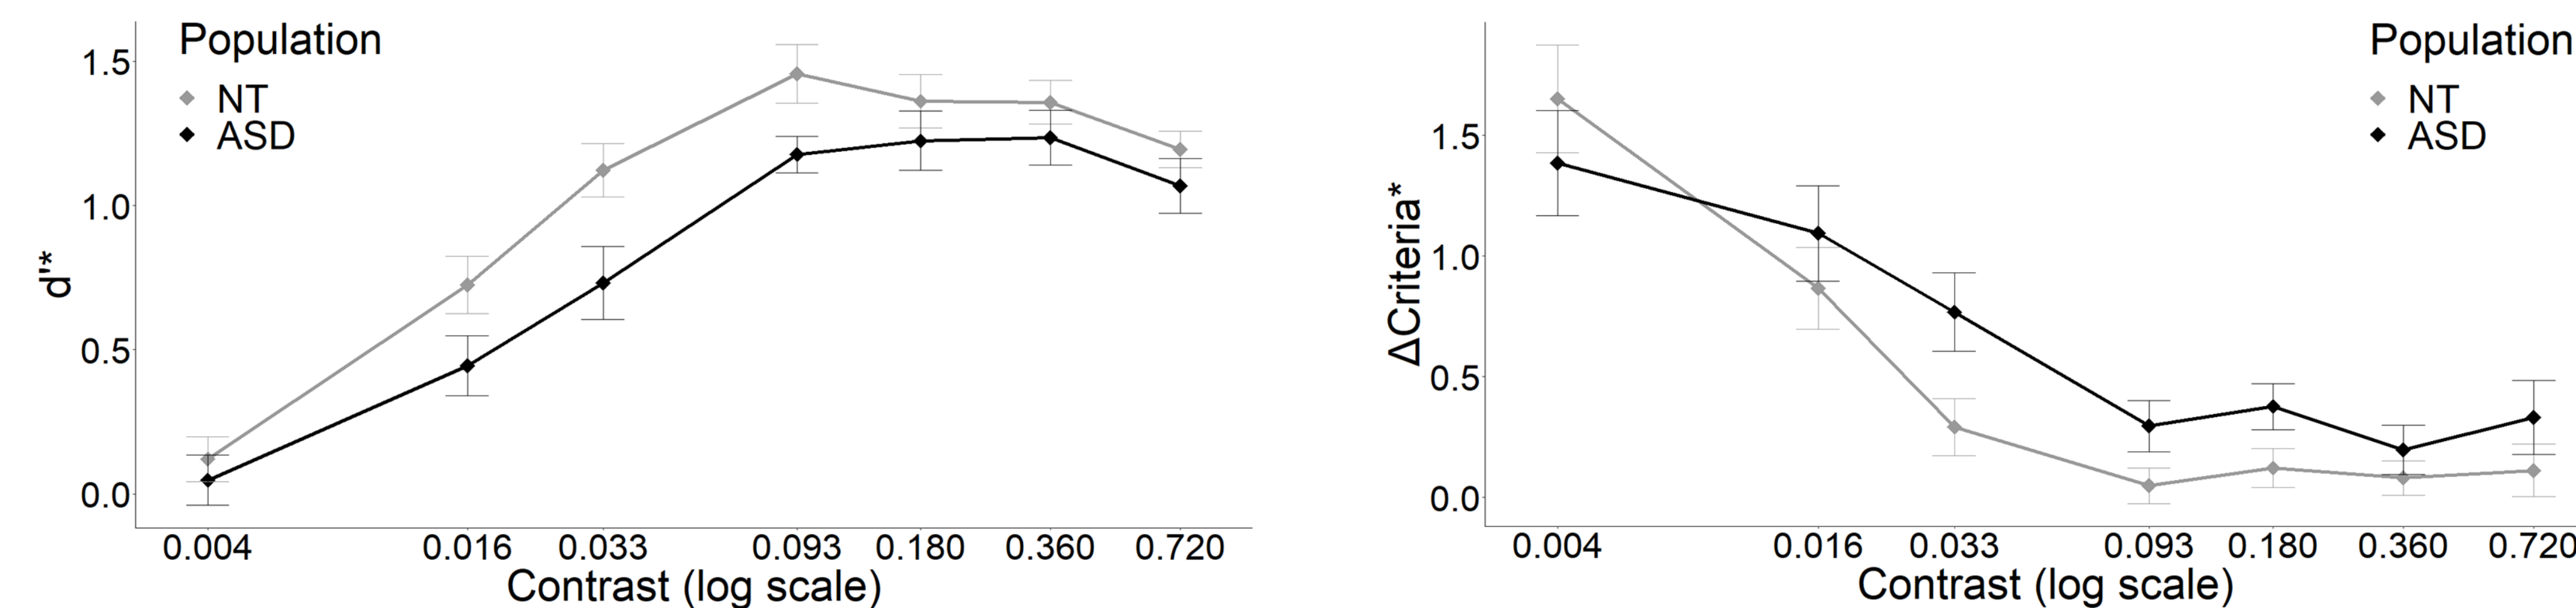 Population
NT
ASD
1.5
1.0
0.5
0.0
d'*
0.004 0.016 0.033 0.093 0.180 0.360 0.720
Contrast (log scale)
Population
NT
ASD
1.5
1.0
0.5
0.0
ΔCriteria*
0.004 0.016 0.033 0.093 0.180 0.360 0.720
Contrast (log scale)